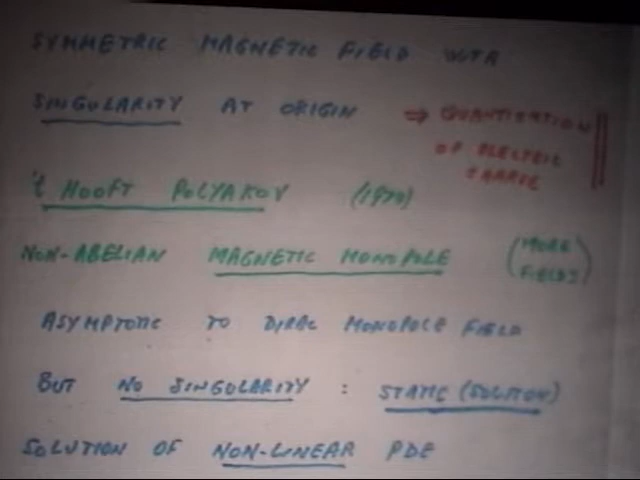 SYMMETRIC MAGNETIC FIELD WITH
SINGULARITY AT ORIGIN ⇒ QUANTIZATION
OF ELECTRIC
CHARGE
'T HOOFT POLYAKOV (1970)
NON-ABELIAN MAGNETIC MONOPOLE (MORE
FIELDS)
ASYMPTOTIC TO DIRAC MONOPOLE FIELD
BUT NO SINGULARITY : STATIC (SOLITON)
SOLUTION OF NON-LINEAR PDE